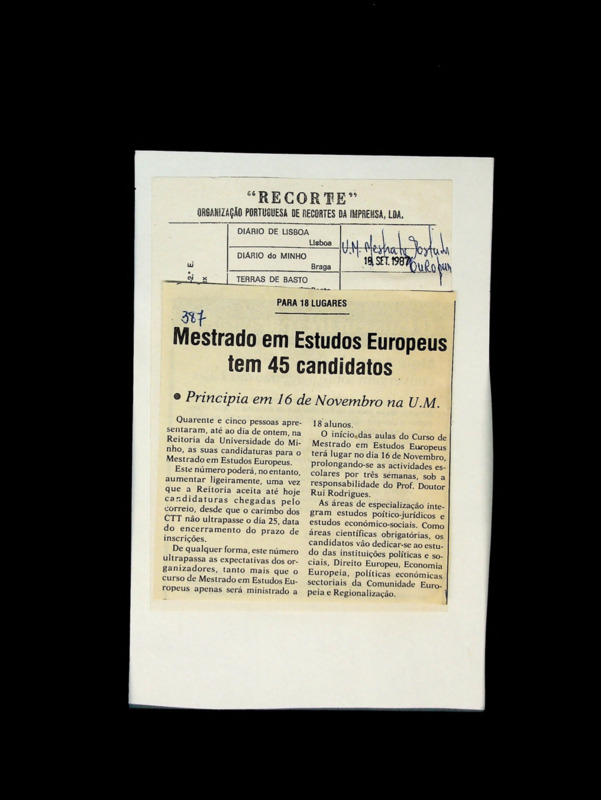 “RECORTE”
ORGANIZAÇÃO PORTUGUESA DE RECORTES DA IMPRENSA, LDA.
DIÁRIO DE LISBOA
Lisboa
DIÁRIO do MINHO
Braga
TERRAS DE BASTO
U.M. Mestrado Estudos
Europeus
18. SET. 1987
2.º E.
PARA 18 LUGARES
387
Mestrado em Estudos Europeus
tem 45 candidatos
• Principia em 16 de Novembro na U.M.
Quarente e cinco pessoas apre-
sentaram, até ao dia de ontem, na
Reitoria da Universidade do Mi-
nho, as suas candidaturas para o
Mestrado em Estudos Europeus.
Este número poderá, no entanto,
aumentar ligeiramente, uma vez
que a Reitoria aceita até hoje
candidaturas chegadas pelo
correio, desde que o carimbo dos
CTT não ultrapasse o dia 25, data
do encerramento do prazo de
inscrições.
De qualquer forma, este número
ultrapassa as expectativas dos or-
ganizadores, tanto mais que o
curso de Mestrado em Estudos Eu-
ropeus apenas será ministrado a
18 alunos.
O início das aulas do Curso de
Mestrado em Estudos Europeus
terá lugar no dia 16 de Novembro,
prolongando-se as actividades es-
colares por três semanas, sob a
responsabilidade do Prof. Doutor
Rui Rodrigues.
As áreas de especialização inte-
gram estudos poítico-jurídicos e
estudos económico-sociais. Como
áreas científicas obrigatórias, os
candidatos vão dedicar-se ao estu-
do das instituições políticas e so-
ciais, Direito Europeu, Economia
Europeia, políticas económicas
sectoriais da Comunidade Euro-
peia e Regionalização.